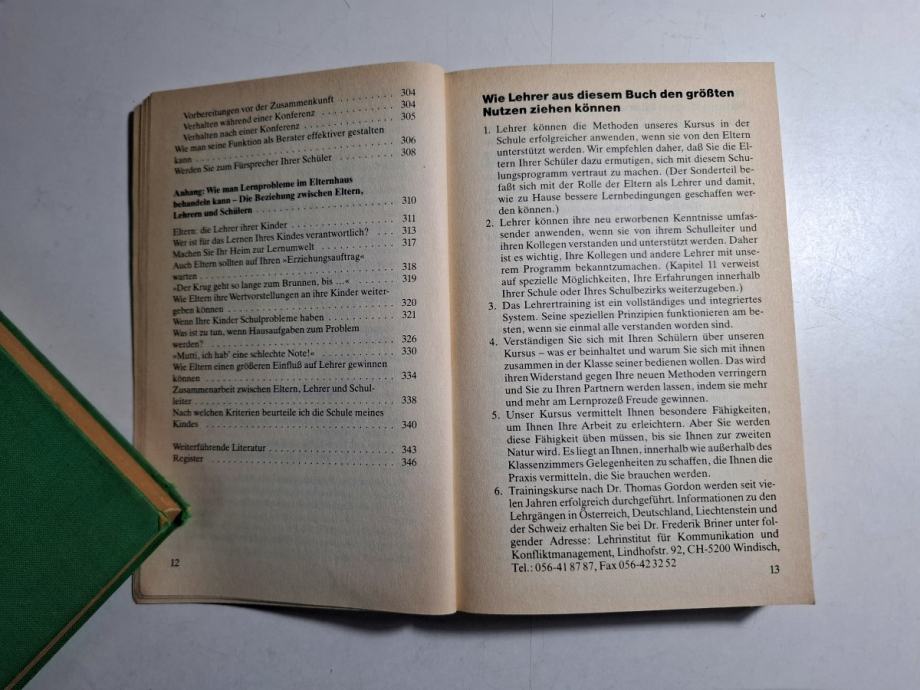 Vorbereitungen vor der Zusammenkunft . . . . . . . . 304
Verhalten während einer Konferenz . . . . . . . . . . 304
Verhalten nach einer Konferenz . . . . . . . . . . . . 305
Wie man seine Funktion als Berater effektiver gestalten
kann . . . . . . . . . . . . . . . . . . . . . . . . 306
Werden Sie zum Fürsprecher Ihrer Schüler . . . . . . . 308
Anhang: Wie man Lernprobleme im Elternhaus
behandeln kann – Die Beziehung zwischen Eltern,
Lehrern und Schülern . . . . . . . . . . . . . . . . 310
Eltern: die Lehrer ihrer Kinder . . . . . . . . . . . 311
Wer ist für das Lernen Ihres Kindes verantwortlich? . . . 313
Machen Sie Ihr Heim zur Lernumwelt . . . . . . . . . 317
Auch Eltern sollten auf Ihren »Erziehungsauftrag«
warten . . . . . . . . . . . . . . . . . . . . . . . 318
»Der Krug geht so lange zum Brunnen, bis ...« . . . . . 319
Wie Eltern ihre Wertvorstellungen an ihre Kinder weiter-
geben können . . . . . . . . . . . . . . . . . . . . 320
Wenn Ihre Kinder Schulprobleme haben . . . . . . . . 321
Was ist zu tun, wenn Hausaufgaben zum Problem
werden? . . . . . . . . . . . . . . . . . . . . . . . 326
»Mutti, ich hab' eine schlechte Note!« . . . . . . . . . 330
Wie Eltern einen größeren Einfluß auf Lehrer gewinnen
können . . . . . . . . . . . . . . . . . . . . . . . 334
Zusammenarbeit zwischen Eltern, Lehrer und Schul-
leiter . . . . . . . . . . . . . . . . . . . . . . . . 338
Nach welchen Kriterien beurteile ich die Schule meines
Kindes . . . . . . . . . . . . . . . . . . . . . . . 340
Weiterführende Literatur . . . . . . . . . . . . . . . 343
Register . . . . . . . . . . . . . . . . . . . . . . . 346
12
Wie Lehrer aus diesem Buch den größten
Nutzen ziehen können
1. Lehrer können die Methoden unseres Kursus in der
Schule erfolgreicher anwenden, wenn sie von den Eltern
unterstützt werden. Wir empfehlen daher, daß Sie die El-
tern Ihrer Schüler dazu ermutigen, sich mit diesem Schu-
lungsprogramm vertraut zu machen. (Der Sonderteil be-
faßt sich mit der Rolle der Eltern als Lehrer und damit,
wie zu Hause bessere Lernbedingungen geschaffen wer-
den können.)
2. Lehrer können ihre neu erworbenen Kenntnisse umfas-
sender anwenden, wenn sie von ihrem Schulleiter und
ihren Kollegen verstanden und unterstützt werden. Daher
ist es wichtig, Ihre Kollegen und andere Lehrer mit unse-
rem Programm bekanntzumachen. (Kapitel 11 verweist
auf spezielle Möglichkeiten, Ihre Erfahrungen innerhalb
Ihrer Schule oder Ihres Schulbezirks weiterzugeben.)
3. Das Lehrertraining ist ein vollständiges und integriertes
System. Seine speziellen Prinzipien funktionieren am be-
sten, wenn sie einmal alle verstanden worden sind.
4. Verständigen Sie sich mit Ihren Schülern über unseren
Kursus – was er beinhaltet und warum Sie sich mit ihnen
zusammen in der Klasse seiner bedienen wollen. Das wird
ihren Widerstand gegen Ihre neuen Methoden verringern
und Sie zu Ihren Partnern werden lassen, indem sie mehr
und mehr am Lernprozeß Freude gewinnen.
5. Unser Kursus vermittelt Ihnen besondere Fähigkeiten,
um Ihnen Ihre Arbeit zu erleichtern. Aber Sie werden
diese Fähigkeit üben müssen, bis sie Ihnen zur zweiten
Natur wird. Es liegt an Ihnen, innerhalb wie außerhalb des
Klassenzimmers Gelegenheiten zu schaffen, die Ihnen die
Praxis vermitteln, die Sie brauchen werden.
6. Trainingskurse nach Dr. Thomas Gordon werden seit vie-
len Jahren erfolgreich durchgeführt. Informationen zu den
Lehrgängen in Österreich, Deutschland, Liechtenstein und
der Schweiz erhalten Sie bei Dr. Frederik Briner unter fol-
gender Adresse: Lehrinstitut für Kommunikation und
Konfliktmanagement, Lindhofstr. 92, CH-5200 Windisch,
Tel.: 056-41 87 87, Fax 056-42 32 52
13